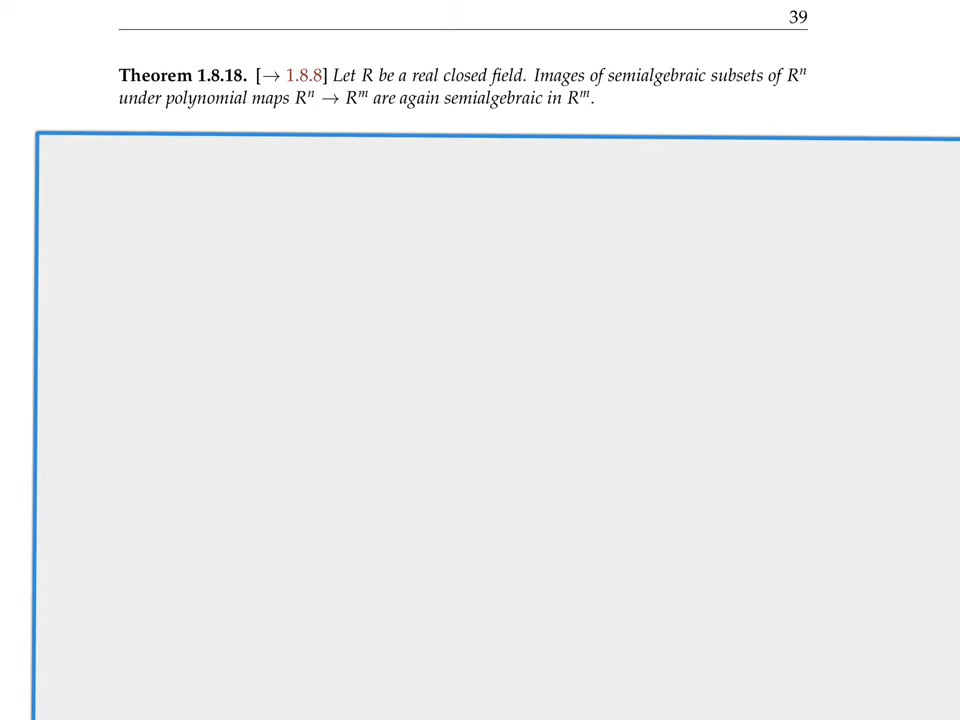 39
Theorem 1.8.18. [→ 1.8.8] Let R be a real closed field. Images of semialgebraic subsets of Rⁿ
under polynomial maps Rⁿ → Rᵐ are again semialgebraic in Rᵐ.